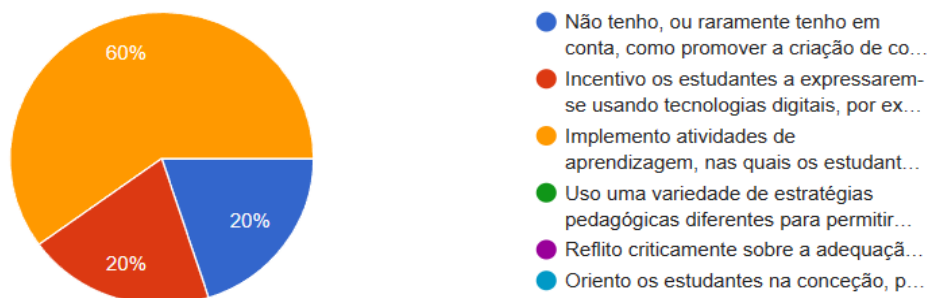 60%
20%
20%
Não tenho, ou raramente tenho em
conta, como promover a criação de co…
Incentivo os estudantes a expressarem-
se usando tecnologias digitais, por ex…
Implemento atividades de
aprendizagem, nas quais os estudant…
Uso uma variedade de estratégias
pedagógicas diferentes para permitir…
Reflito criticamente sobre a adequaçã…
Oriento os estudantes na conceção, p…